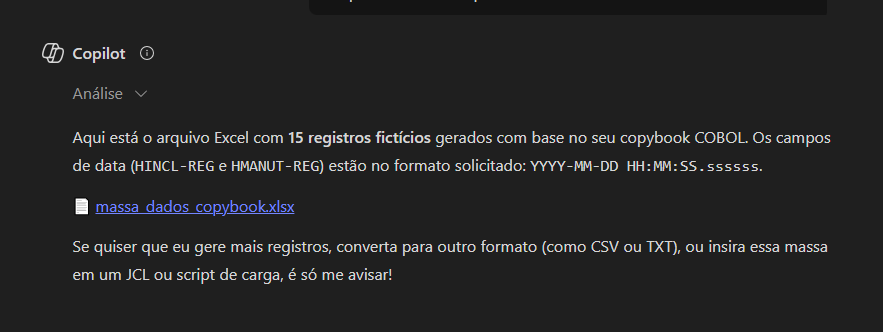 Copilot
Análise
Aqui está o arquivo Excel com 15 registros fictícios gerados com base no seu copybook COBOL. Os campos
de data (HINCL-REG e HMANUT-REG) estão no formato solicitado: YYYY-MM-DD HH:MM:SS.ssssss.
massa_dados_copybook.xlsx
Se quiser que eu gere mais registros, converta para outro formato (como CSV ou TXT), ou insira essa massa
em um JCL ou script de carga, é só me avisar!